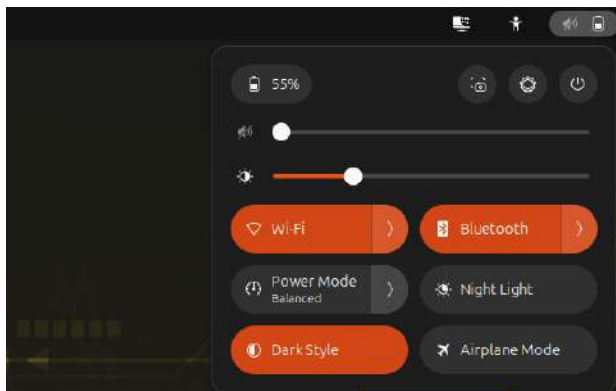 55%
Wi-Fi
Bluetooth
Power Mode
Balanced
Night Light
Dark Style
Airplane Mode